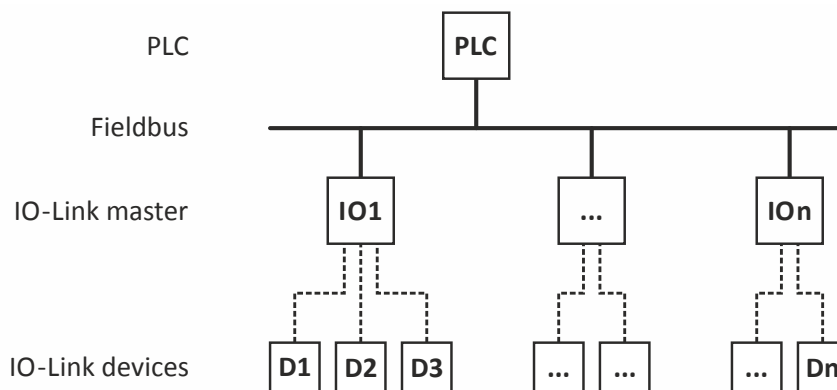 PLC PLC
Fieldbus
IO-Link master IO1 ... IOn
IO-Link devices D1 D2 D3 ... ... ... Dn